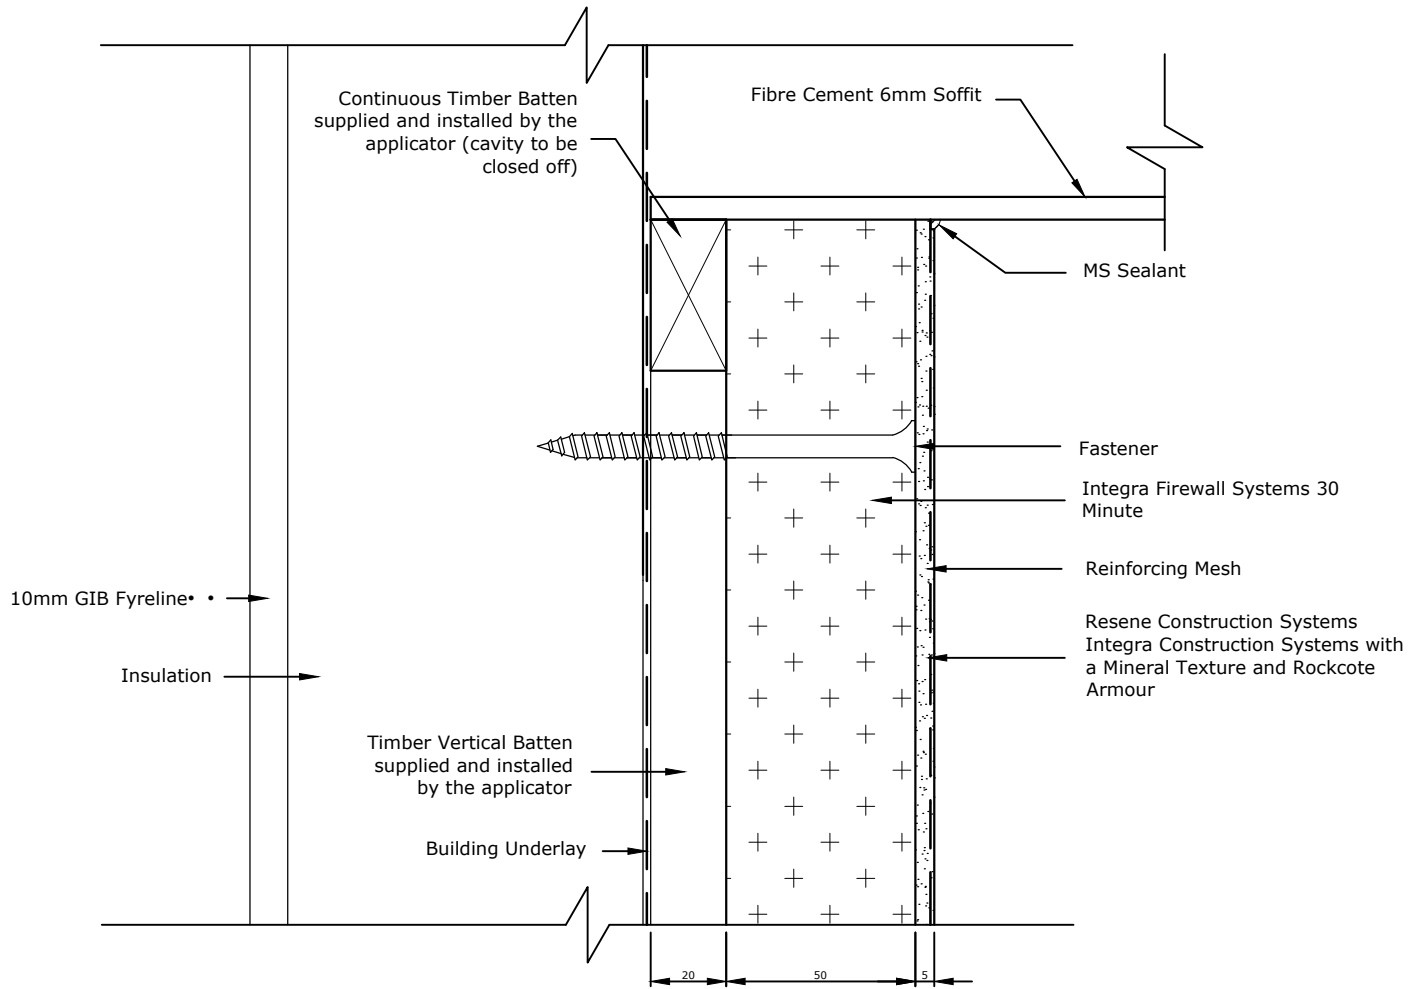 Continuous Timber Batten
supplied and installed by the
applicator (cavity to be
closed off)
Fibre Cement 6mm Soffit
MS Sealant
Fastener
Integra Firewall Systems 30
Minute
Reinforcing Mesh
10mm GIB Fyreline• •
Resene Construction Systems
Integra Construction Systems with
a Mineral Texture and Rockcote
Armour
Insulation
Timber Vertical Batten
supplied and installed
by the applicator
Building Underlay
20 50 5